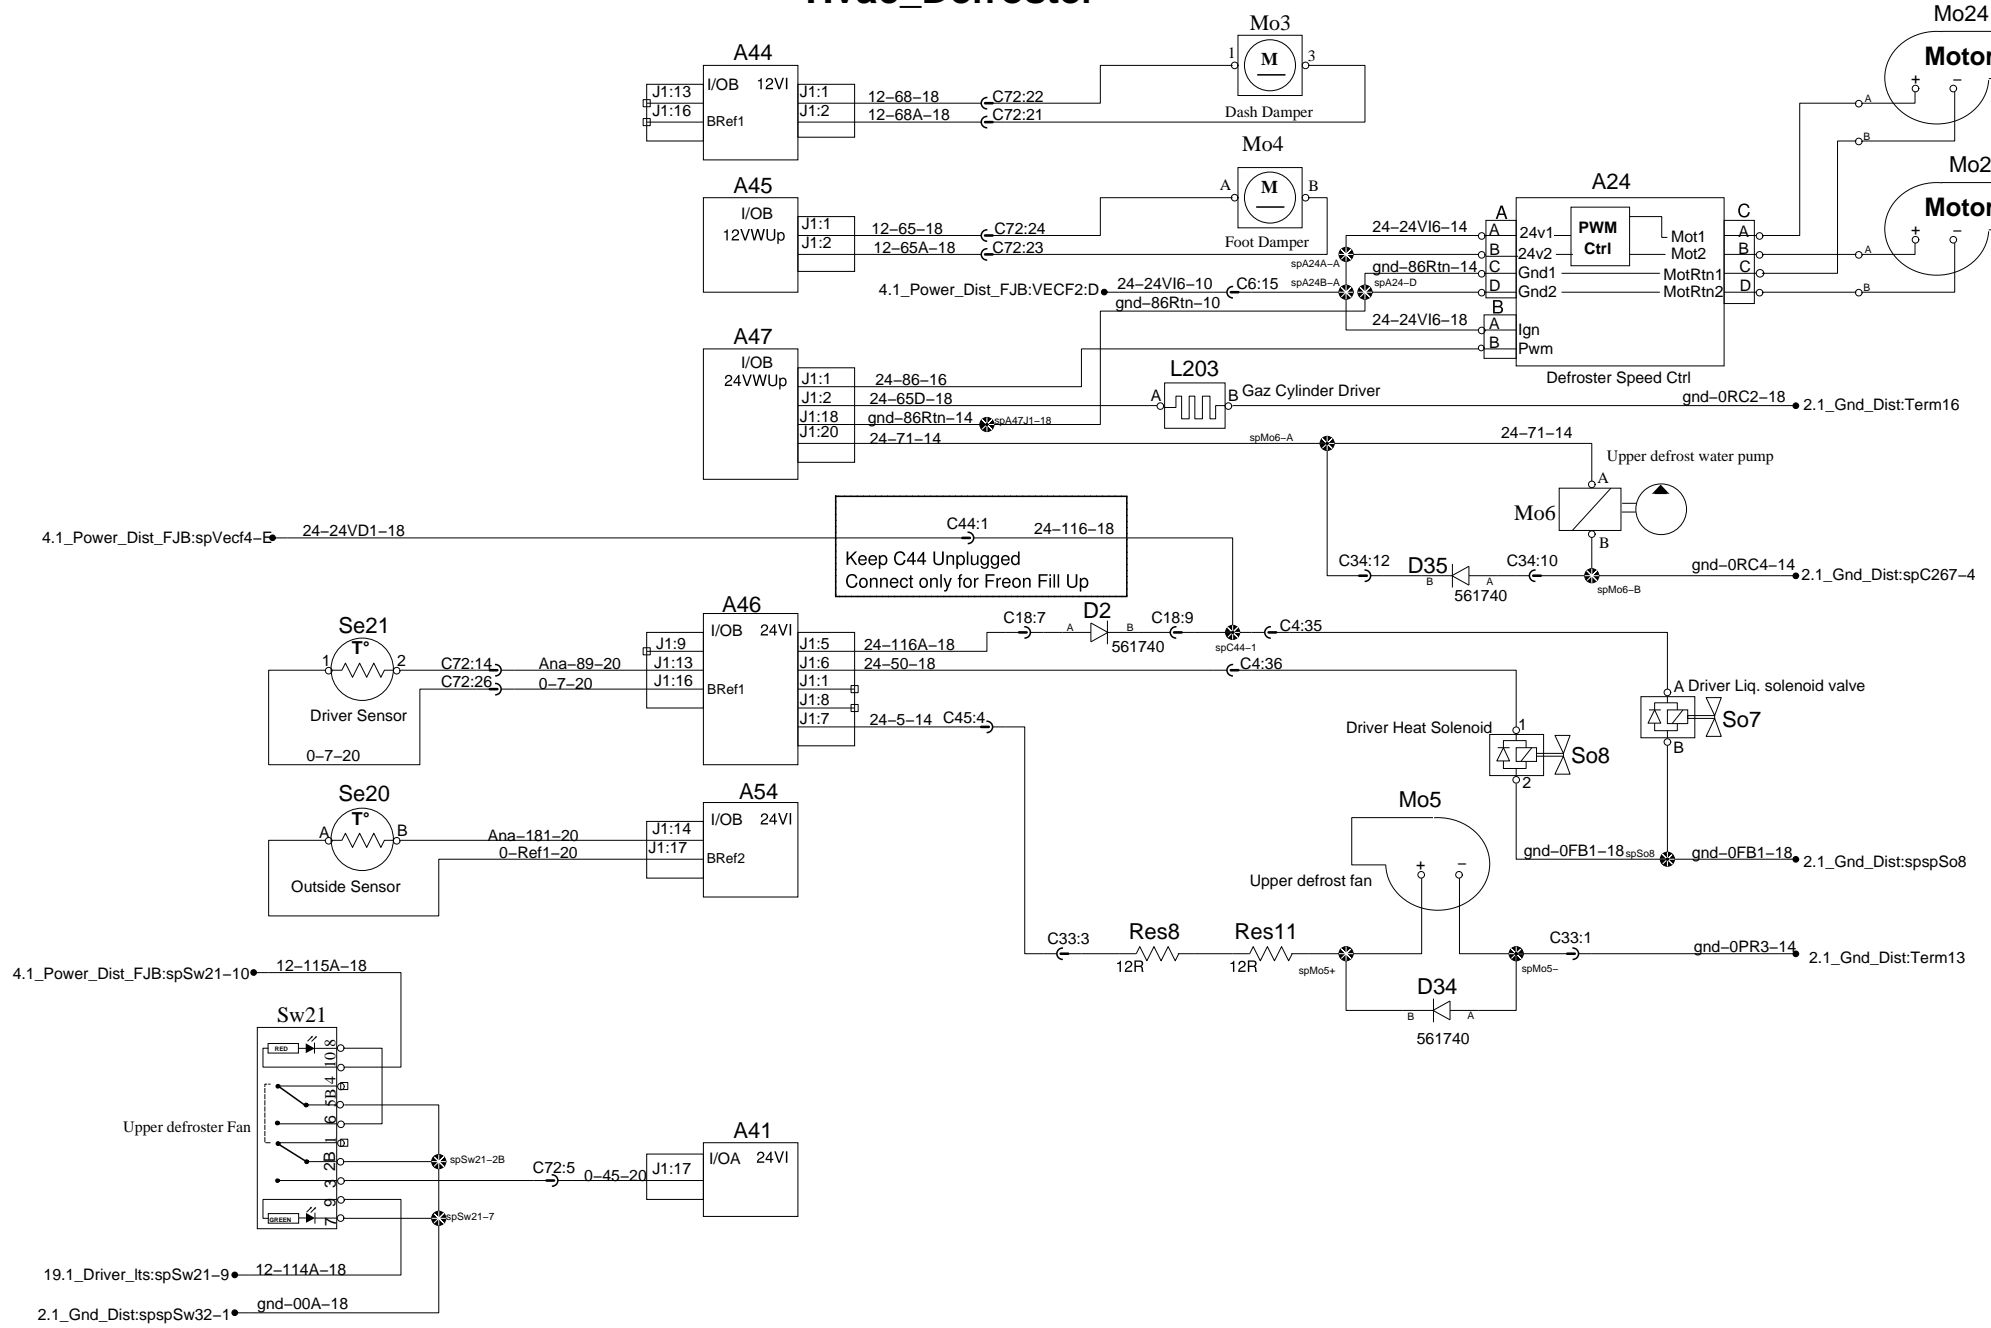 Hvac_Defroster
A44
I/OB 12VI
BRef1
J1:13
J1:16
J1:1
J1:2
12-68-18
12-68A-18
C72:22
C72:21
Mo3
1
M
3
Dash Damper
Mo24
Motor
+ -
A
B
A45
I/OB
12VWUp
J1:1
J1:2
12-65-18
12-65A-18
C72:24
C72:23
Mo4
A
M
B
Foot Damper
A24
24-24VI6-14
spA24A-A
gnd-86Rtn-14
spA24B-A
spA24-D
24-24VI6-18
4.1_Power_Dist_FJB:VECF2:D
24-24VI6-10
C6:15
gnd-86Rtn-10
A
A
B
C
D
B
A
B
24v1
24v2
Gnd1
Gnd2
Ign
Pwm
PWM
Ctrl
Mot1
Mot2
MotRtn1
MotRtn2
C
A
B
C
D
Defroster Speed Ctrl
Mo2
Motor
+ -
A
B
A47
I/OB
24VWUp
J1:1
J1:2
J1:18
J1:20
24-86-16
24-65D-18
gnd-86Rtn-14
spA47J1-18
24-71-14
L203
A
B
Gaz Cylinder Driver
gnd-0RC2-18
2.1_Gnd_Dist:Term16
spMo6-A
24-71-14
Upper defrost water pump
A
Mo6
B
C34:12
D35
B
A
561740
C34:10
spMo6-B
gnd-0RC4-14
2.1_Gnd_Dist:spC267-4
4.1_Power_Dist_FJB:spVecf4-E
24-24VD1-18
C44:1
24-116-18
Keep C44 Unplugged
Connect only for Freon Fill Up
A46
I/OB 24VI
BRef1
J1:9
J1:13
J1:16
J1:5
J1:6
J1:1
J1:8
J1:7
24-116A-18
24-50-18
24-5-14
C45:4
C18:7
D2
A
B
561740
C18:9
spC44-1
C4:35
C4:36
Se21
T°
1
2
Driver Sensor
C72:14
C72:26
Ana-89-20
0-7-20
0-7-20
A Driver Liq. solenoid valve
So7
B
Driver Heat Solenoid
1
So8
2
gnd-0FB1-18
spSo8
gnd-0FB1-18
2.1_Gnd_Dist:spspSo8
Se20
T°
A
B
Outside Sensor
Ana-181-20
0-Ref1-20
A54
I/OB 24VI
BRef2
J1:14
J1:17
Mo5
+ -
Upper defrost fan
C33:3
Res8
12R
Res11
12R
spMo5+
spMo5-
C33:1
gnd-0PR3-14
2.1_Gnd_Dist:Term13
D34
B
A
561740
4.1_Power_Dist_FJB:spSw21-10
12-115A-18
Sw21
RED
8
10
4
5B
6
1
2B
3
9
7
GREEN
Upper defroster Fan
spSw21-2B
spSw21-7
C72:5
0-45-20
A41
I/OA 24VI
J1:17
19.1_Driver_lts:spSw21-9
12-114A-18
2.1_Gnd_Dist:spspSw32-1
gnd-00A-18